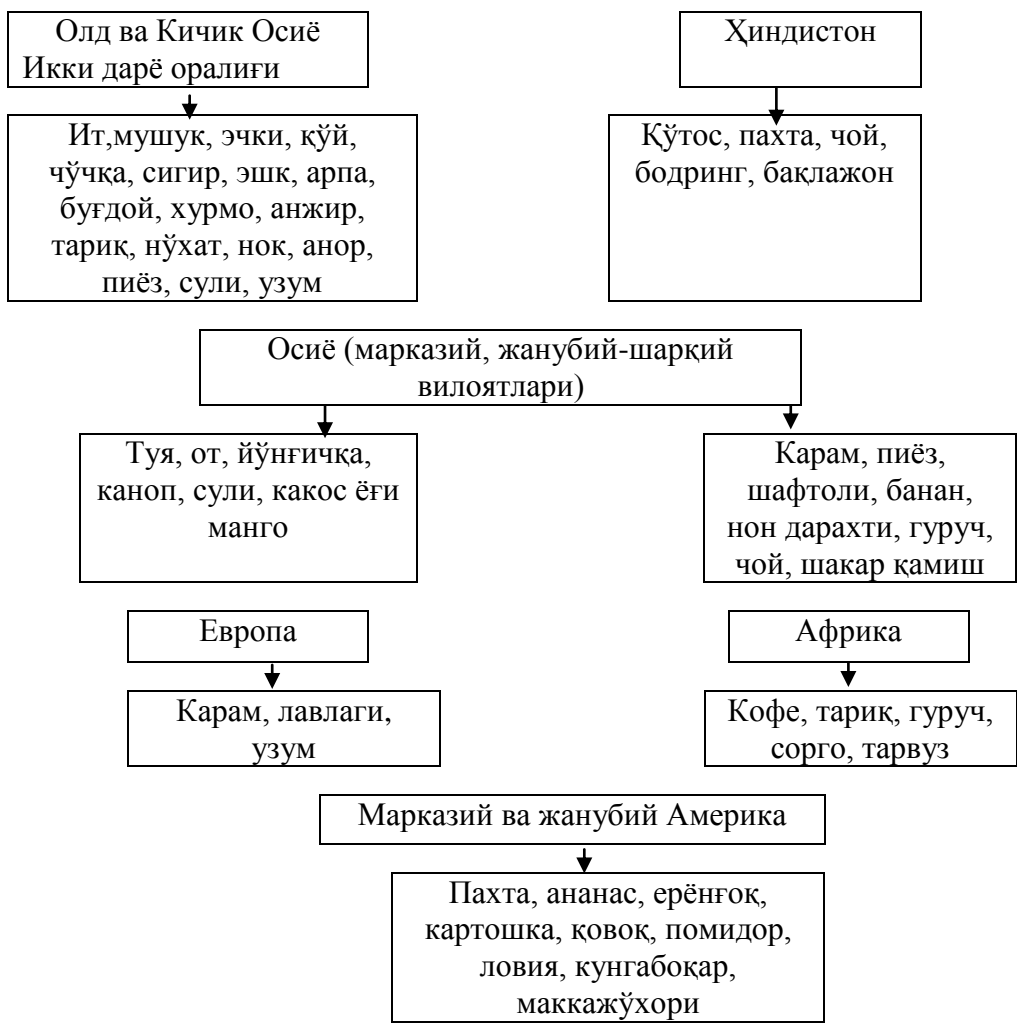 Олд ва Кичик Осиё
Икки дарё оралиғи
Ит,мушук, эчки, қўй,
чўчқа, сигир, эшк, арпа,
буғдой, хурмо, анжир,
тариқ, нўхат, нок, анор,
пиёз, сули, узум
Ҳиндистон
Қўтос, пахта, чой,
бодринг, бақлажон
Осиё (марказий, жанубий-шарқий
вилоятлари)
Туя, от, йўнғичқа,
каноп, сули, какос ёғи
манго
Карам, пиёз,
шафтоли, банан,
нон дарахти, гуруч,
чой, шакар қамиш
Европа
Карам, лавлаги,
узум
Африка
Кофе, тариқ, гуруч,
сорго, тарвуз
Марказий ва жанубий Америка
Пахта, ананас, ерёнғоқ,
картошка, қовоқ, помидор,
ловия, кунгабоқар,
маккажўхори